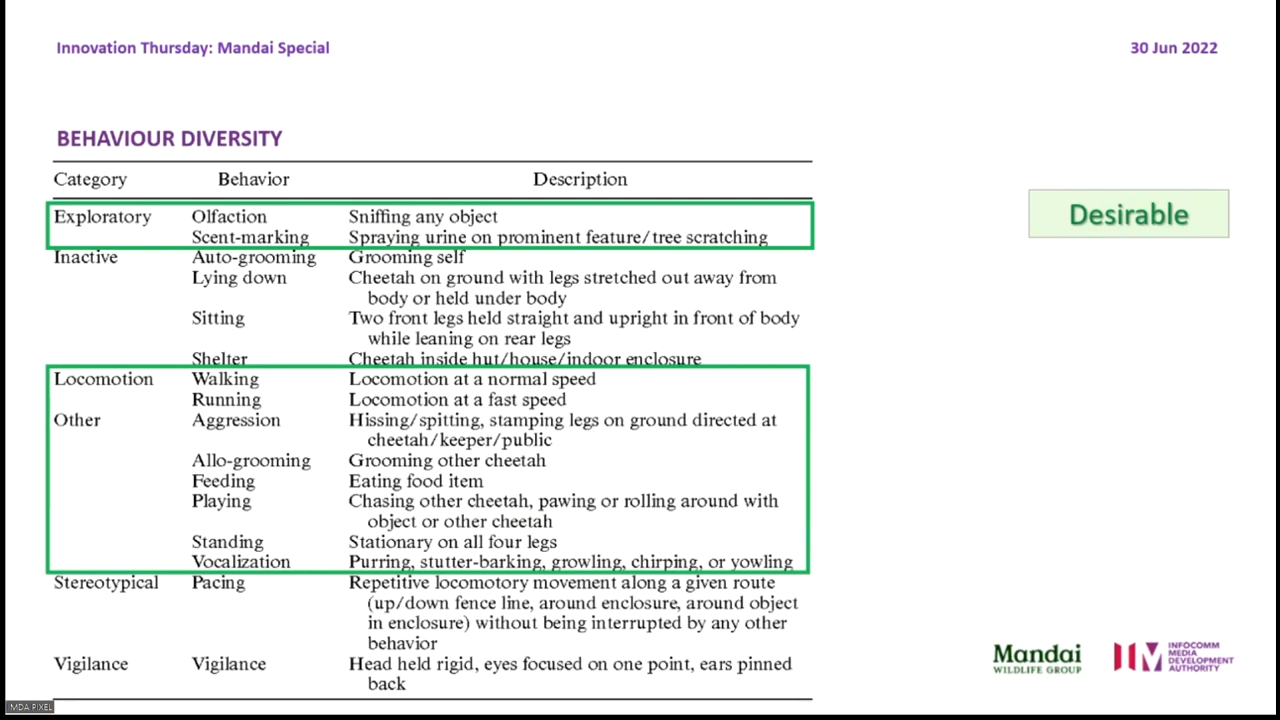 Innovation Thursday: Mandai Special
30 Jun 2022
BEHAVIOUR DIVERSITY
Category Behavior Description
Exploratory Olfaction Sniffing any object
Scent-marking Spraying urine on prominent feature/tree scratching
Inactive Auto-grooming Grooming self
Lying down Cheetah on ground with legs stretched out away from
body or held under body
Sitting Two front legs held straight and upright in front of body
while leaning on rear legs
Shelter Cheetah inside hut/house/indoor enclosure
Locomotion Walking Locomotion at a normal speed
Running Locomotion at a fast speed
Other Aggression Hissing/spitting, stamping legs on ground directed at
cheetah/keeper/public
Allo-grooming Grooming other cheetah
Feeding Eating food item
Playing Chasing other cheetah, pawing or rolling around with
object or other cheetah
Standing Stationary on all four legs
Vocalization Purring, stutter-barking, growling, chirping, or yowling
Stereotypical Pacing Repetitive locomotory movement along a given route
(up/down fence line, around enclosure, around object
in enclosure) without being interrupted by any other
behavior
Vigilance Vigilance Head held rigid, eyes focused on one point, ears pinned
back
Desirable
Mandai
WILDLIFE GROUP
INFOCOMM
MEDIA
DEVELOPMENT
AUTHORITY
IMDA PIXEL